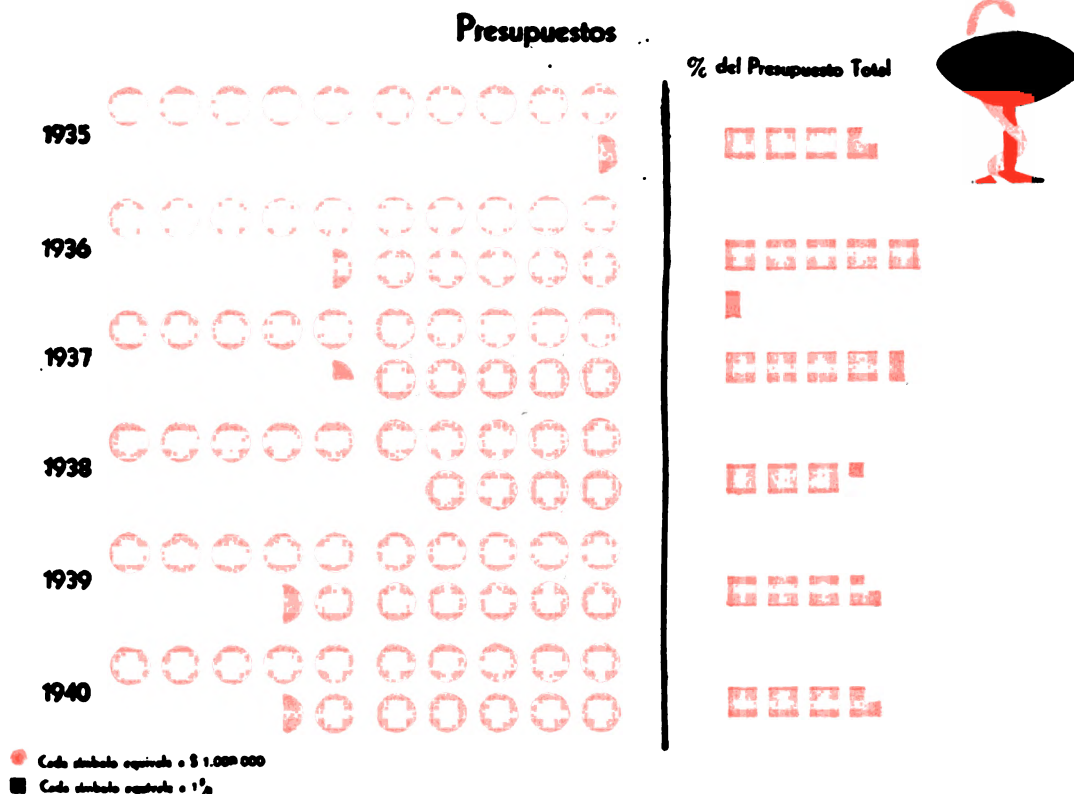 Presupuestos
% del Presupuesto Total
1935
1936
1937
1938
1939
1940
Cada símbolo equivale a $ 1.000 000
Cada símbolo equivale a 1%